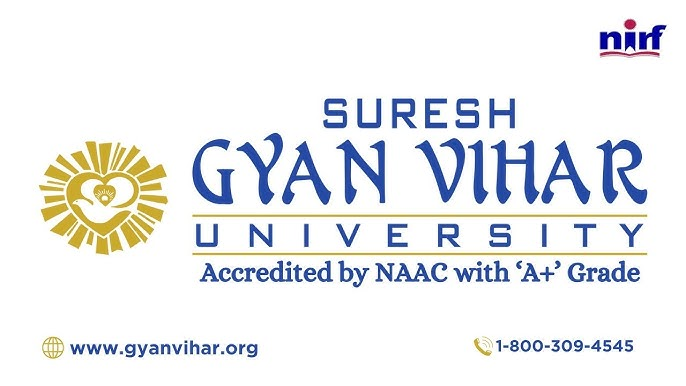 nirf
SURESH
GYAN VIHAR
UNIVERSITY
Accredited by NAAC with ‘A+’ Grade
www.gyanvihar.org
1-800-309-4545